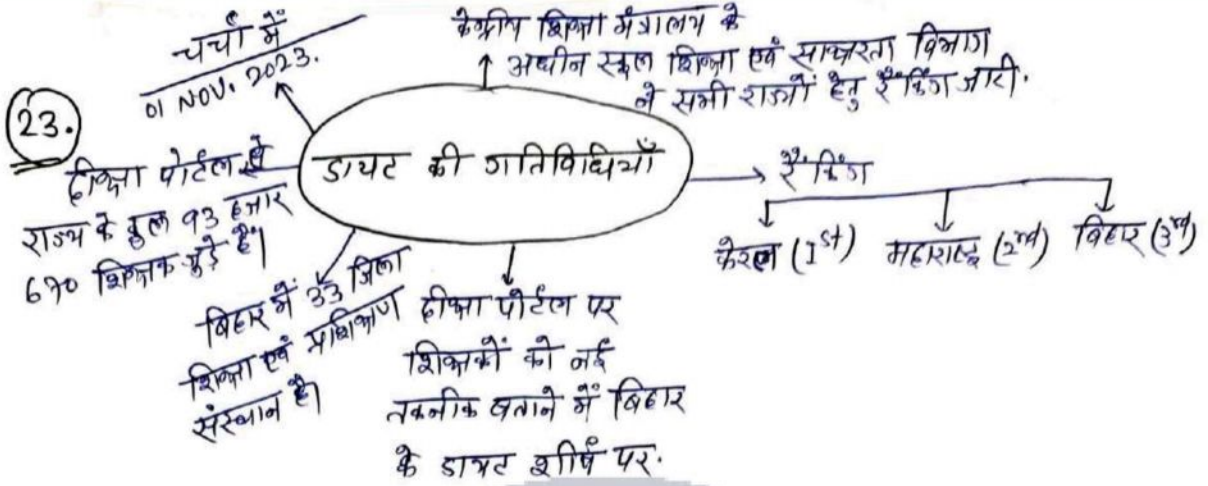 चर्चा में
01 NOV. 2023.
केन्द्रीय शिक्षा मंत्रालय के
अधीन स्कूल शिक्षा एवं साक्षरता विभाग
ने सभी राज्यों हेतु रैंकिंग जारी.
23.
डायट की गतिविधियाँ
रैंकिंग
केरल (1st) महाराष्ट्र (2nd) बिहार (3rd)
दीक्षा पोर्टल से
राज्य के कुल 93 हजार
670 शिक्षक जुड़े हैं।
बिहार में 33 जिला
शिक्षा एवं प्रशिक्षण
संस्थान है।
दीक्षा पोर्टल पर
शिक्षकों को नई
तकनीक बताने में बिहार
के डायट शीर्ष पर.